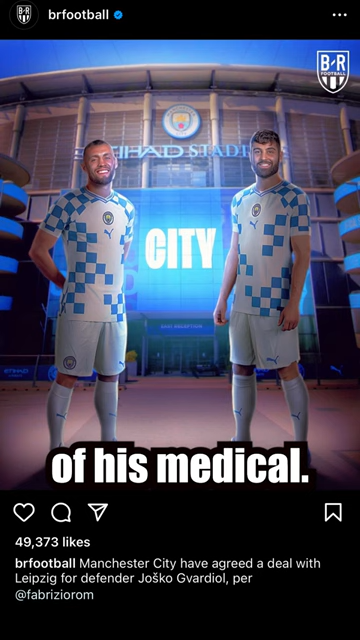 brfootball
B R
FOOTBALL
ETIHAD STAD
CITY
of his medical.
49,373 likes
brfootball Manchester City have agreed a deal with
Leipzig for defender Joško Gvardiol, per
@fabriziorom